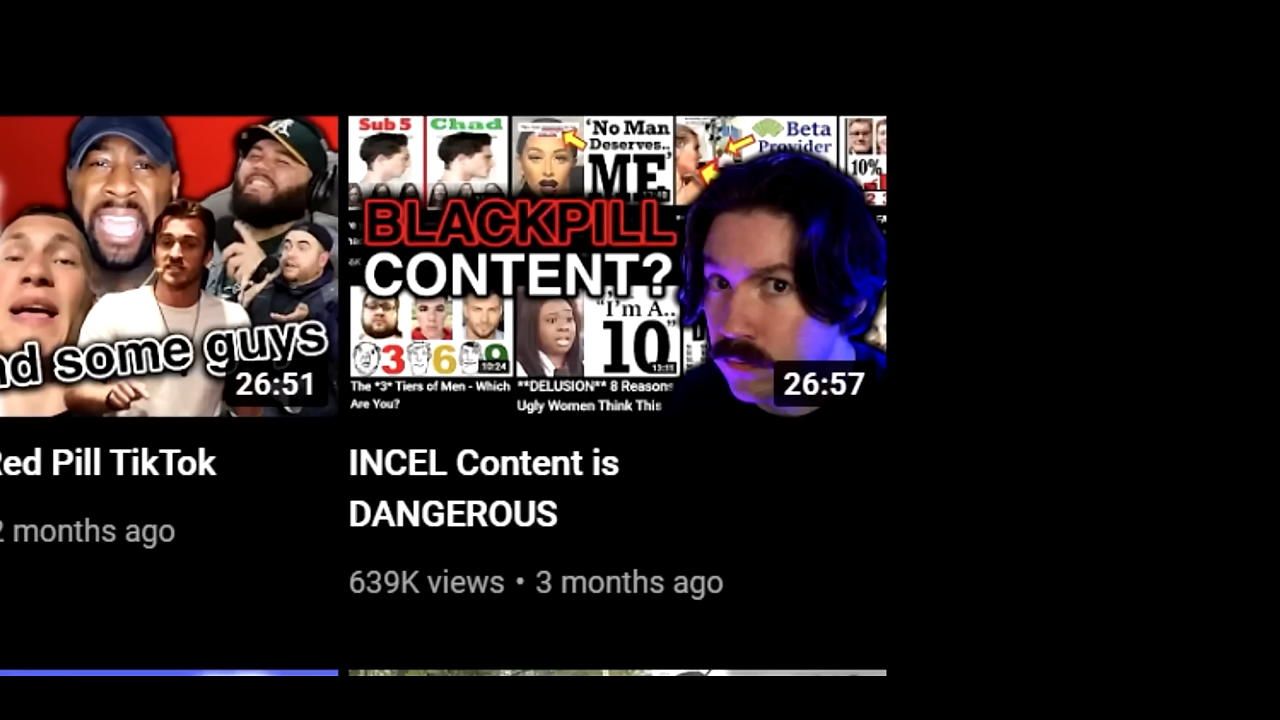 Sub 5
Chad
'No Man
Deserves..
ME'
Beta
Provider
10%
BLACKPILL
CONTENT?
"I'm A..
10"
3
6
9
10:24
13:11
The *3* Tiers of Men - Which
Are You?
**DELUSION** 8 Reasons
Ugly Women Think This
nd some guys
26:51
26:57
Red Pill TikTok
2 months ago
INCEL Content is
DANGEROUS
639K views • 3 months ago